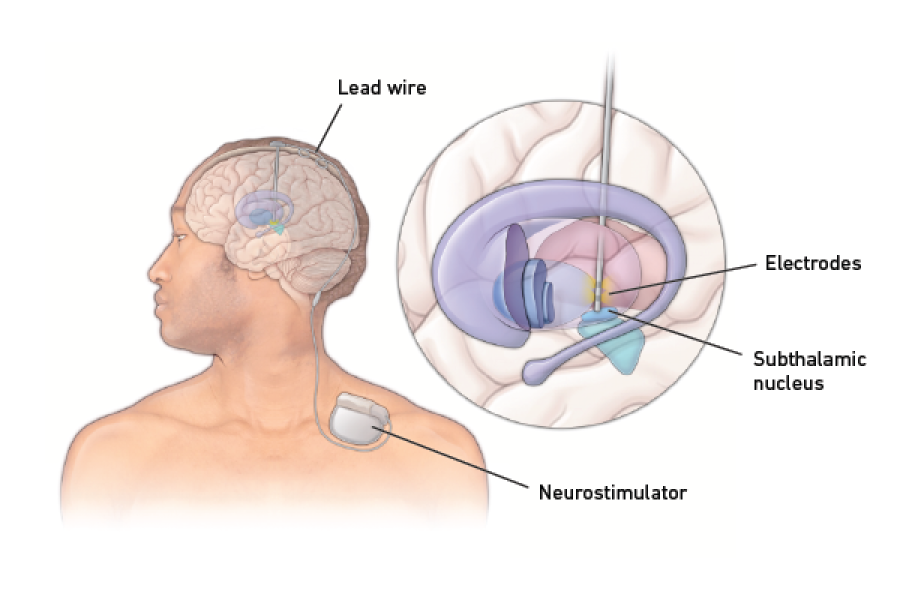 Lead wire
Electrodes
Subthalamic
nucleus
Neurostimulator